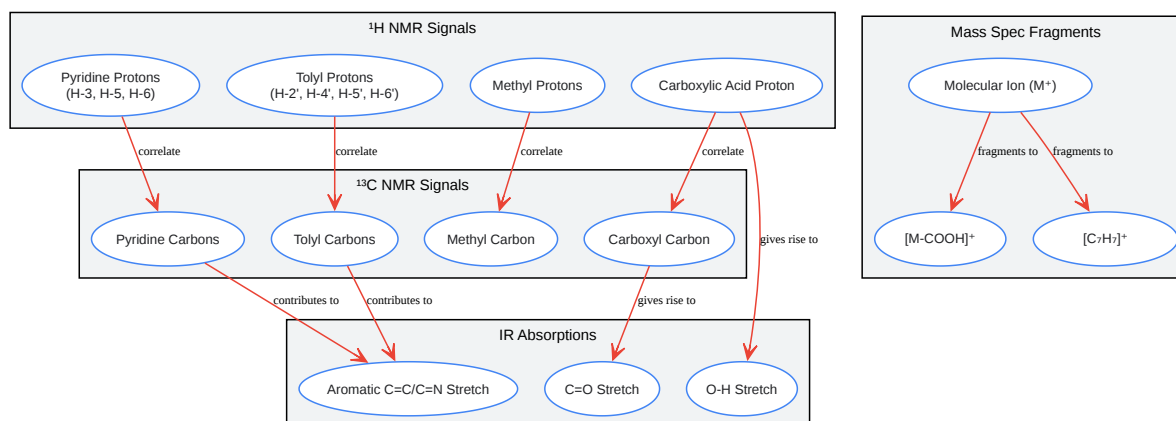 ¹H NMR Signals
Mass Spec Fragments
Pyridine Protons
(H-3, H-5, H-6)
Tolyl Protons
(H-2', H-4', H-5', H-6')
Methyl Protons
Carboxylic Acid Proton
Molecular Ion (M⁺)
correlate
correlate
correlate
correlate
fragments to
fragments to
¹³C NMR Signals
Pyridine Carbons
Tolyl Carbons
Methyl Carbon
Carboxyl Carbon
gives rise to
[M-COOH]⁺
[C₇H₇]⁺
contributes to
contributes to
gives rise to
IR Absorptions
Aromatic C=C/C=N Stretch
C=O Stretch
O-H Stretch